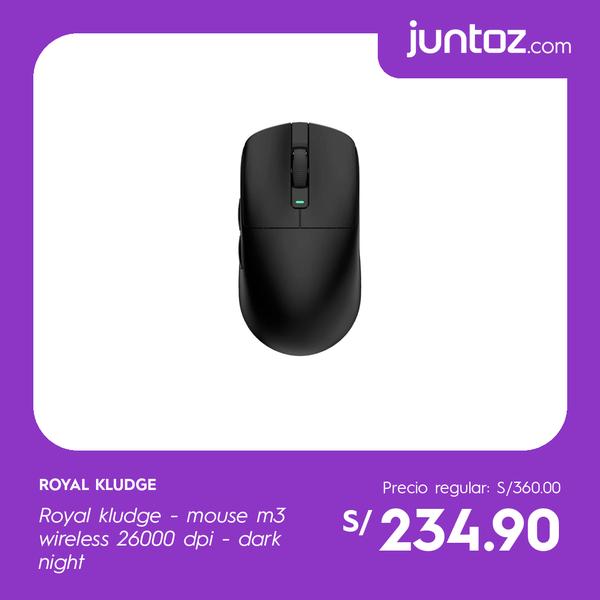 juntoz.com
ROYAL KLUDGE
Royal kludge - mouse m3
wireless 26000 dpi - dark
night
Precio regular: S/360.00
S/ 234.90